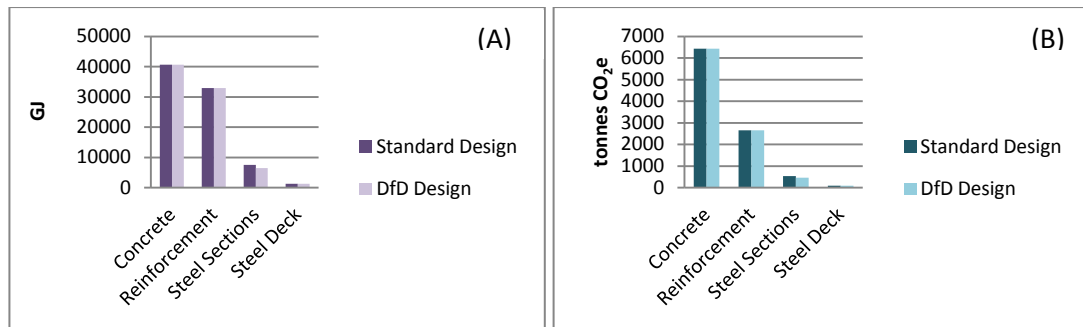 (A)
50000
40000
30000
20000
10000
0
GJ
Concrete
Reinforcement
Steel Sections
Steel Deck
Standard Design
DfD Design
(B)
7000
6000
5000
4000
3000
2000
1000
0
tonnes CO₂e
Concrete
Reinforcement
Steel Sections
Steel Deck
Standard Design
DfD Design